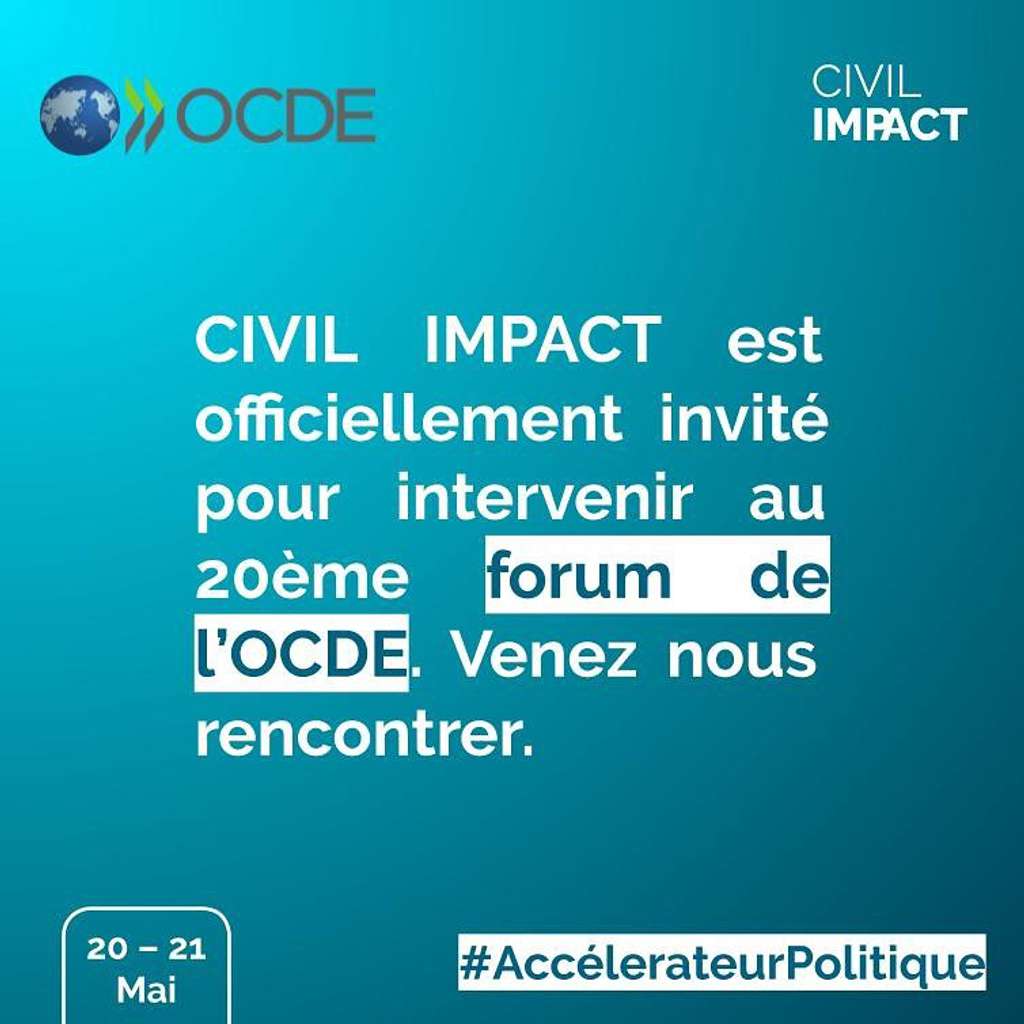 OCDE
CIVIL
IMPACT
CIVIL IMPACT est
officiellement invité
pour intervenir au
20ème forum de
l'OCDE. Venez nous
rencontrer.
20 – 21
Mai
#AccélerateurPolitique